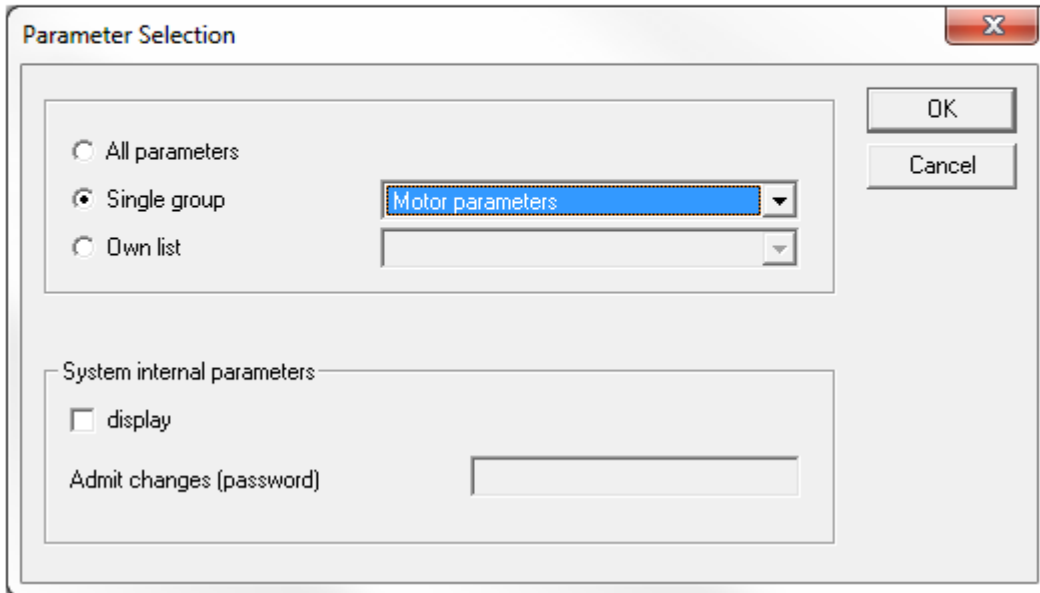 Parameter Selection
OK
Cancel
All parameters
Single group
Motor parameters
Own list
System internal parameters
display
Admit changes (password)